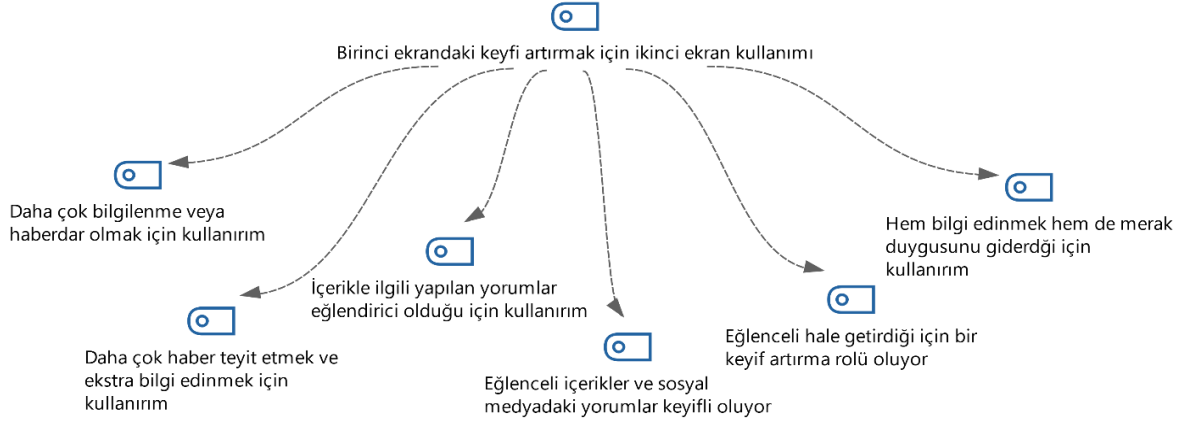 Birinci ekrandaki keyfi artırmak için ikinci ekran kullanımı
Daha çok bilgilenme veya
haberdar olmak için kullanırım
Hem bilgi edinmek hem de merak
duygusunu giderdği için
kullanırım
İçerikle ilgili yapılan yorumlar
eğlendirici olduğu için kullanırım
Eğlenceli hale getirdiği için bir
keyif artırma rolü oluyor
Daha çok haber teyit etmek ve
ekstra bilgi edinmek için
kullanırım
Eğlenceli içerikler ve sosyal
medyadaki yorumlar keyifli oluyor